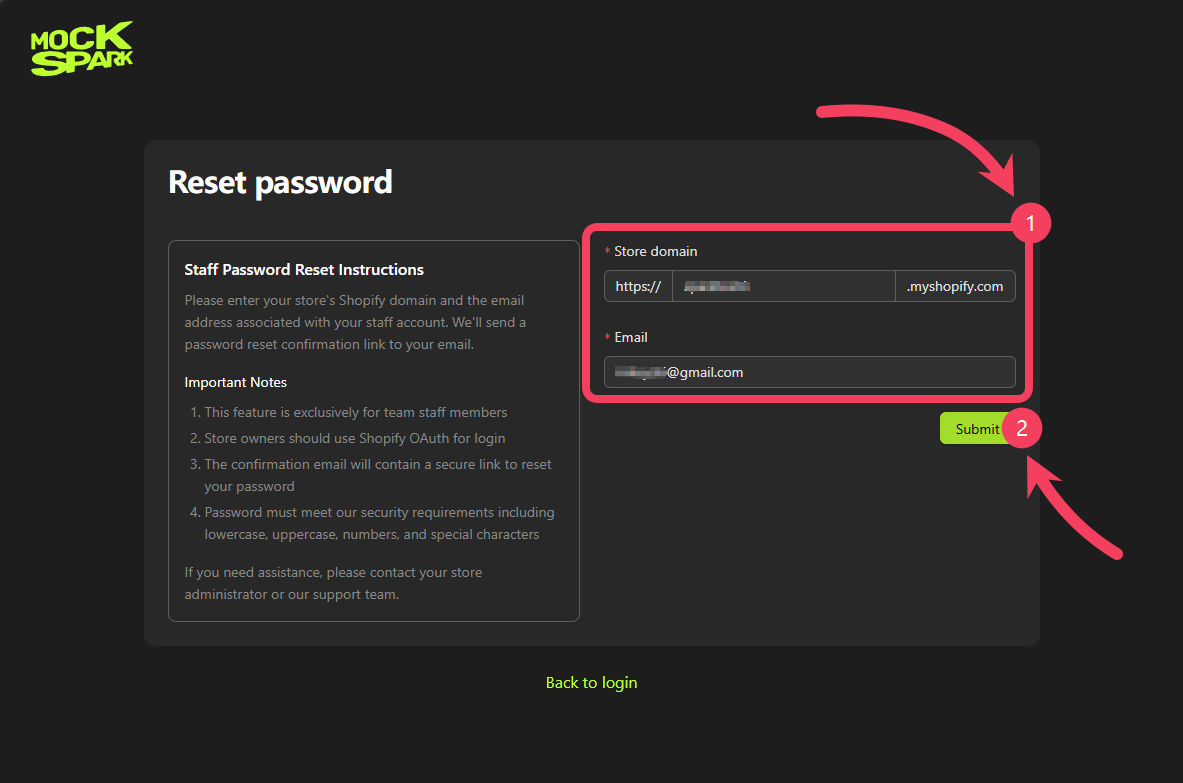 MOCK
SPARK
Reset password
Staff Password Reset Instructions
Please enter your store's Shopify domain and the email
address associated with your staff account. We'll send a
password reset confirmation link to your email.
Important Notes
1. This feature is exclusively for team staff members
2. Store owners should use Shopify OAuth for login
3. The confirmation email will contain a secure link to reset
your password
4. Password must meet our security requirements including
lowercase, uppercase, numbers, and special characters
If you need assistance, please contact your store
administrator or our support team.
1
* Store domain
https:// .myshopify.com
* Email
@gmail.com
Submit 2
Back to login